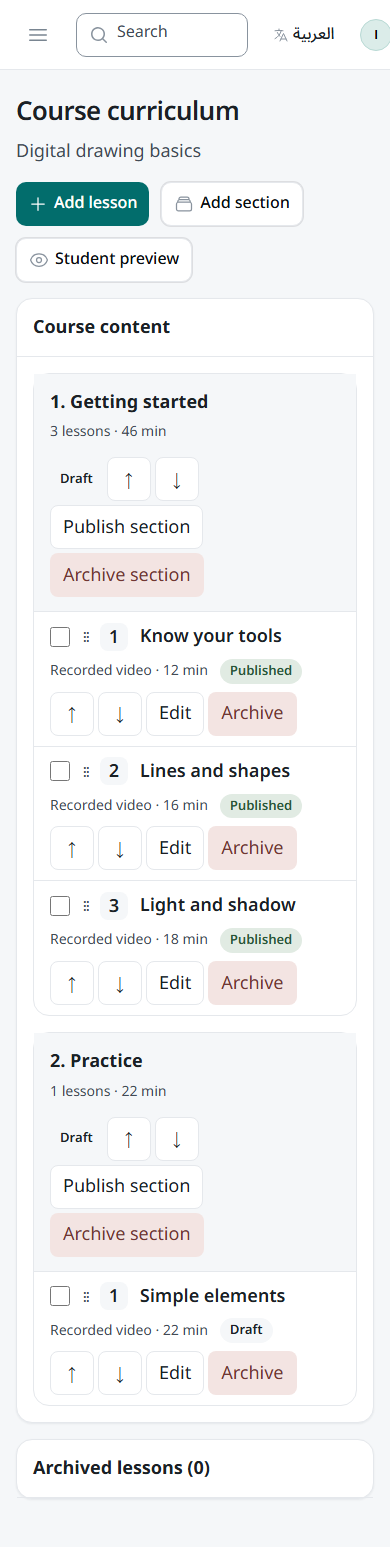 Search
العربية
I
Course curriculum
Digital drawing basics
Add lesson
Add section
Student preview
Course content
1. Getting started
3 lessons · 46 min
Draft ↑ ↓
Publish section
Archive section
1 Know your tools
Recorded video · 12 min Published
↑ ↓ Edit Archive
2 Lines and shapes
Recorded video · 16 min Published
↑ ↓ Edit Archive
3 Light and shadow
Recorded video · 18 min Published
↑ ↓ Edit Archive
2. Practice
1 lessons · 22 min
Draft ↑ ↓
Publish section
Archive section
1 Simple elements
Recorded video · 22 min Draft
↑ ↓ Edit Archive
Archived lessons (0)